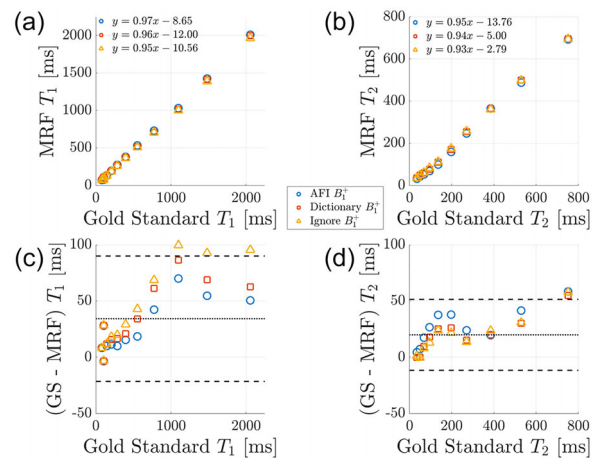 (a)
y = 0.97x − 8.65
y = 0.96x − 12.00
y = 0.95x − 10.56
MRF T₁ [ms]
2000
1500
1000
500
0
0 1000 2000
Gold Standard T₁ [ms]
(b)
y = 0.95x − 13.76
y = 0.94x − 5.00
y = 0.93x − 2.79
MRF T₂ [ms]
800
600
400
200
0
0 200 400 600 800
Gold Standard T₂ [ms]
AFI B₁⁺
Dictionary B₁⁺
Ignore B₁⁺
(c)
(GS - MRF) T₁ [ms]
100
50
0
-50
0 1000 2000
Gold Standard T₁ [ms]
(d)
(GS - MRF) T₂ [ms]
100
50
0
-50
0 200 400 600 800
Gold Standard T₂ [ms]